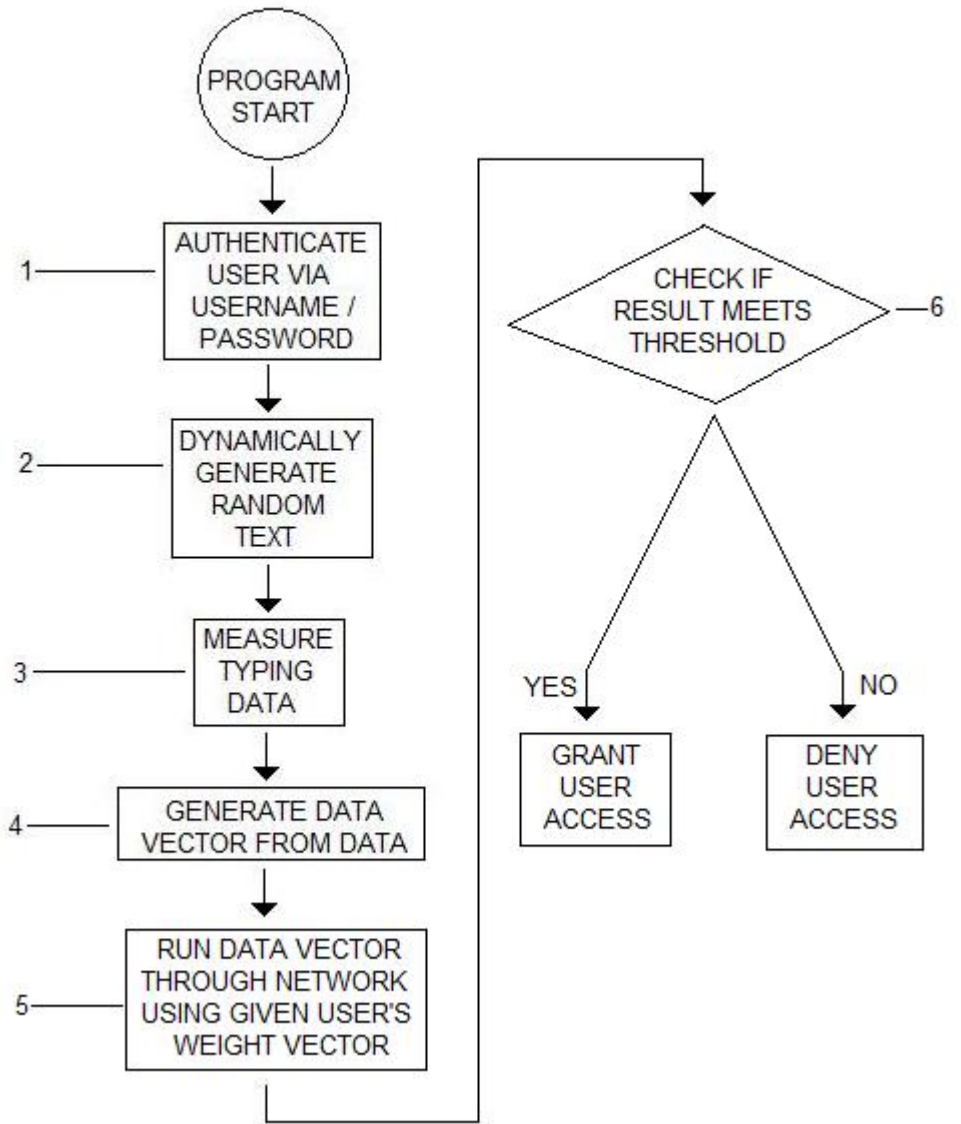 PROGRAM
START
1
AUTHENTICATE
USER VIA
USERNAME /
PASSWORD
2
DYNAMICALLY
GENERATE
RANDOM
TEXT
3
MEASURE
TYPING
DATA
4
GENERATE DATA
VECTOR FROM DATA
5
RUN DATA VECTOR
THROUGH NETWORK
USING GIVEN USER'S
WEIGHT VECTOR
CHECK IF
RESULT MEETS
THRESHOLD
6
YES
NO
GRANT
USER
ACCESS
DENY
USER
ACCESS